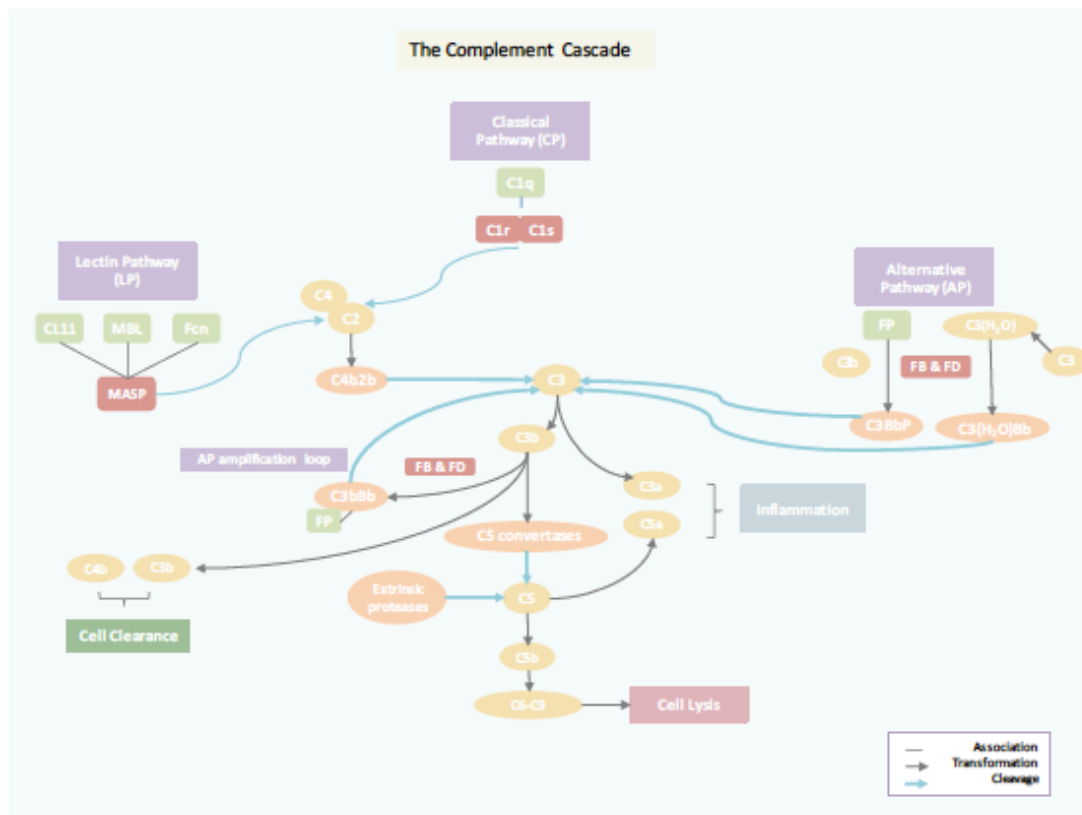 The Complement Cascade
Classical
Pathway (CP)
C1q
C1r
C1s
Lectin Pathway
(LP)
CL11
MBL
Fcn
MASP
C4
C2
C4b2b
C3
Alternative
Pathway (AP)
FP
C3(H₂O)
C3b
FB & FD
C3
C3BbP
C3(H₂O)Bb
C3b
AP amplification loop
FB & FD
C3bBb
FP
C3a
C5a
Inflammation
C5 convertases
C4b
C3b
Cell Clearance
Extrinsic
proteases
C5
C5b
C6-C9
Cell Lysis
Association
Transformation
Cleavage